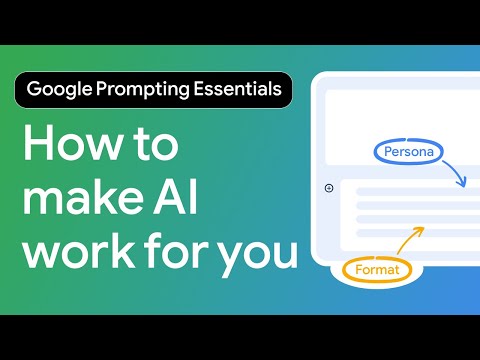 Google Prompting Essentials
How to
make AI
work for you
Persona
Format